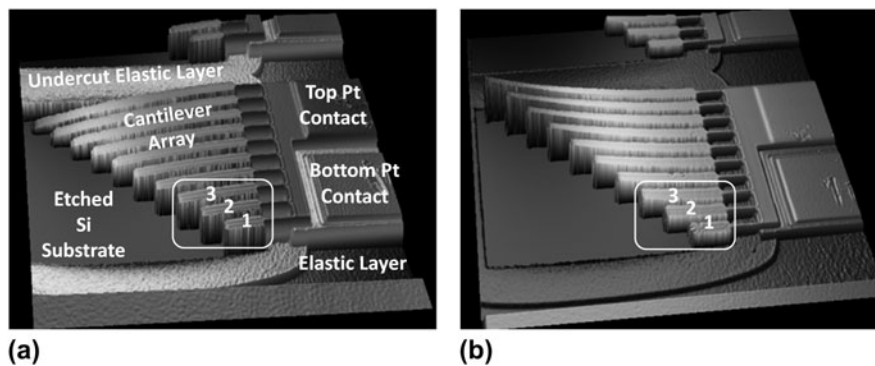 Undercut Elastic Layer
Cantilever
Array
Top Pt
Contact
Bottom Pt
Contact
Etched
Si
Substrate
3
2
1
Elastic Layer
3
2
1
(a)
(b)